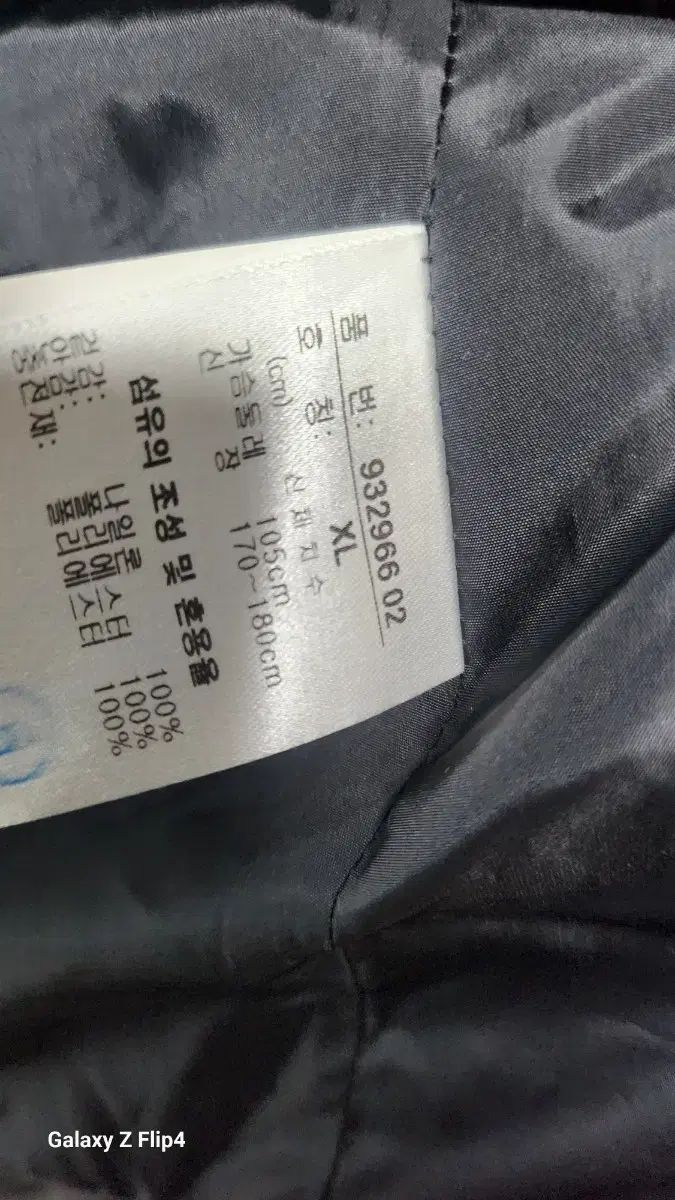 품 번: 932966 02
호 칭: XL
(cm) 신체치수
가슴둘레 105cm
신 장 170~180cm
섬유의 조성 및 혼용율
겉감: 나일론 100%
안감: 폴리에스터 100%
충전재: 폴리에스터 100%
Galaxy Z Flip4